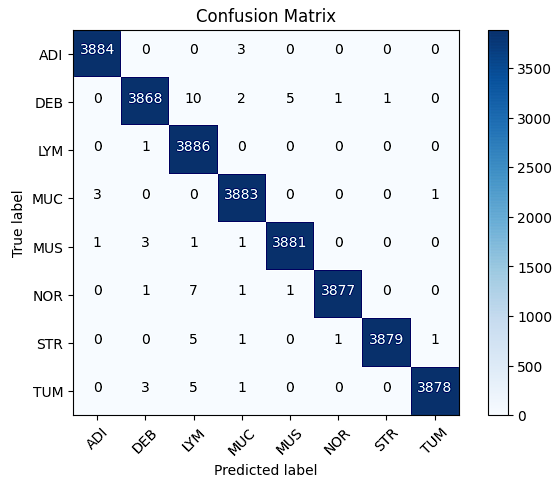 Confusion Matrix
ADI 3884 0 0 3 0 0 0 0
DEB 0 3868 10 2 5 1 1 0
LYM 0 1 3886 0 0 0 0 0
MUC 3 0 0 3883 0 0 0 1
MUS 1 3 1 1 3881 0 0 0
NOR 0 1 7 1 1 3877 0 0
STR 0 0 5 1 0 1 3879 1
TUM 0 3 5 1 0 0 0 3878
ADI DEB LYM MUC MUS NOR STR TUM
Predicted label
True label
3500
3000
2500
2000
1500
1000
500
0